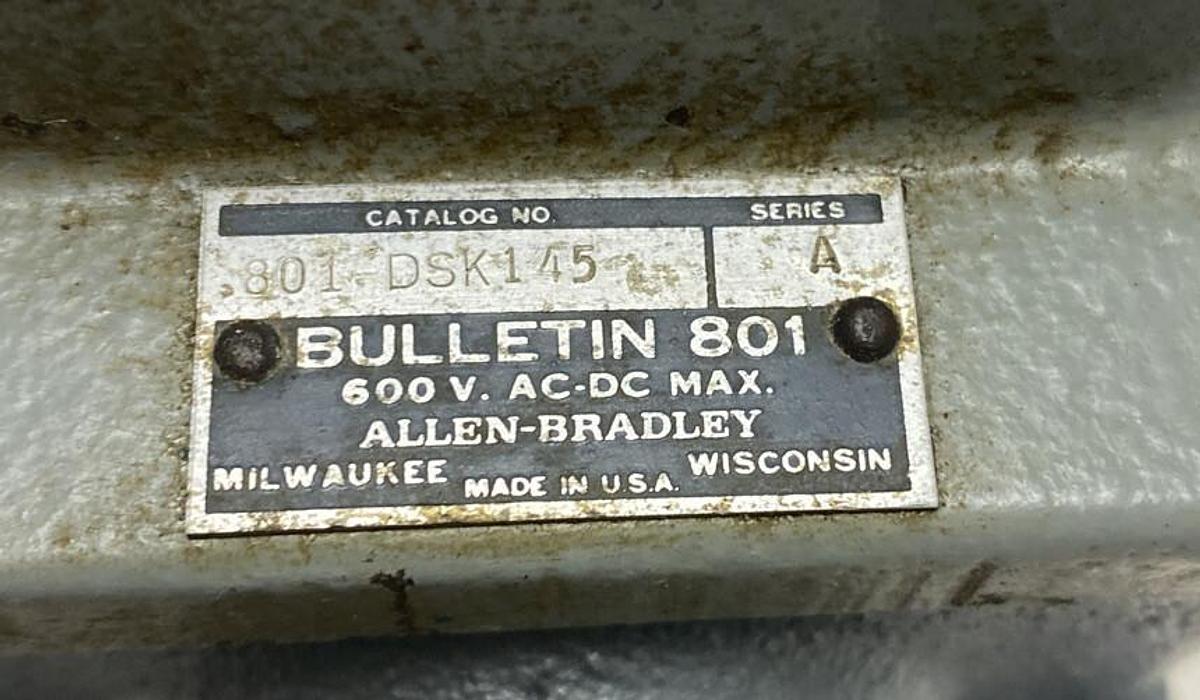 CATALOG NO. SERIES
801-DSK145 A
BULLETIN 801
600 V. AC-DC MAX.
ALLEN-BRADLEY
MILWAUKEE MADE IN U.S.A. WISCONSIN